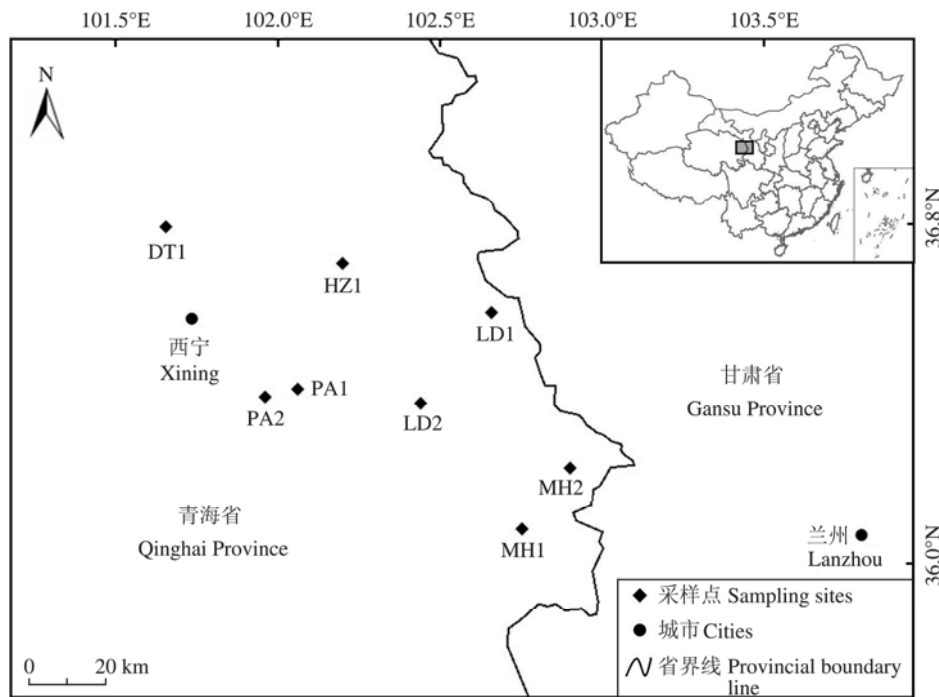 101.5°E 102.0°E 102.5°E 103.0°E 103.5°E
N
36.8°N
DT1
HZ1
LD1
西宁
Xining
PA1
PA2
LD2
甘肃省
Gansu Province
MH2
青海省
Qinghai Province
MH1
兰州
Lanzhou
36.0°N
采样点 Sampling sites
城市 Cities
省界线 Provincial boundary
line
0 20 km